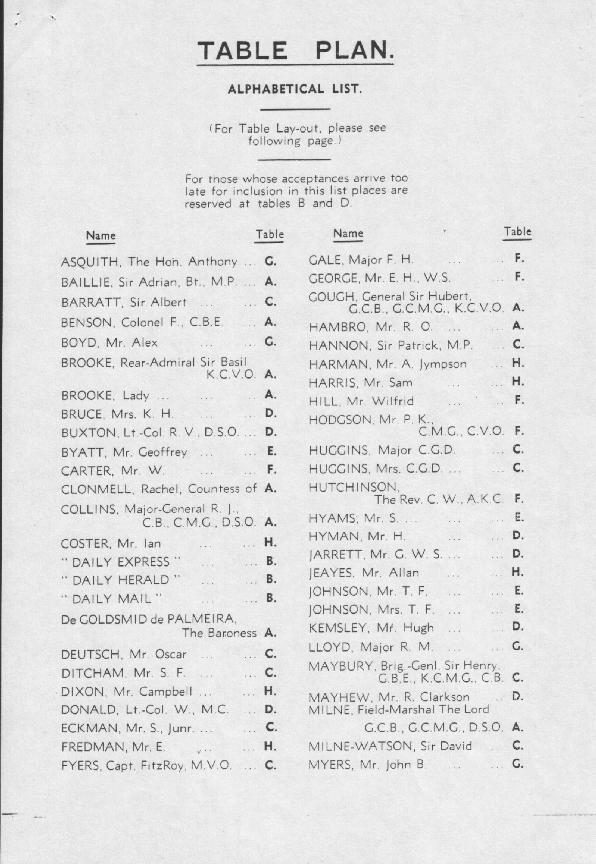 TABLE PLAN.
ALPHABETICAL LIST.
(For Table Lay-out, please see
following page.)
For those whose acceptances arrive too
late for inclusion in this list places are
reserved at tables B and D.
Name Table
ASQUITH, The Hon. Anthony ... G.
BAILLIE, Sir Adrian, Bt., M.P. ... A.
BARRATT, Sir Albert ... ... C.
BENSON, Colonel F., C.B.E. ... A.
BOYD, Mr. Alex ... ... G.
BROOKE, Rear-Admiral Sir Basil
K.C.V.O. A.
BROOKE, Lady ... ... ... A.
BRUCE, Mrs. K. H. ... ... D.
BUXTON, Lt.-Col. R. V., D.S.O. ... D.
BYATT, Mr. Geoffrey ... ... E.
CARTER, Mr. W. ... ... F.
CLONMELL, Rachel, Countess of A.
COLLINS, Major-General R. J.,
C.B., C.M.G., D.S.O. A.
COSTER, Mr. Ian ... ... H.
" DAILY EXPRESS " ... ... B.
" DAILY HERALD " ... ... B.
" DAILY MAIL " ... ... B.
De GOLDSMID de PALMEIRA,
The Baroness A.
DEUTSCH, Mr. Oscar ... ... C.
DITCHAM, Mr. S. F. ... ... C.
DIXON, Mr. Campbell ... ... H.
DONALD, Lt.-Col. W., M.C. ... D.
ECKMAN, Mr. S., Junr. ... ... C.
FREDMAN, Mr. E. ... ... H.
FYERS, Capt. FitzRoy, M.V.O. ... C.
Name Table
GALE, Major F. H. ... ... F.
GEORGE, Mr. E. H., W.S. ... F.
GOUGH, General Sir Hubert,
G.C.B., G.C.M.G., K.C.V.O. A.
HAMBRO, Mr. R. O. ... ... A.
HANNON, Sir Patrick, M.P. ... C.
HARMAN, Mr. A. Jympson ... H.
HARRIS, Mr. Sam ... ... H.
HILL, Mr. Wilfrid ... ... F.
HODGSON, Mr. P. K.,
C.M.G., C.V.O. F.
HUGGINS, Major C.G.D. ... C.
HUGGINS, Mrs. C.G.D. ... ... C.
HUTCHINSON,
The Rev. C. W., A.K.C. F.
HYAMS, Mr. S. ... ... ... E.
HYMAN, Mr. H. ... ... D.
JARRETT, Mr. G. W. S. ... ... D.
JEAYES, Mr. Allan ... ... H.
JOHNSON, Mr. T. F. ... ... E.
JOHNSON, Mrs. T. F. ... ... E.
KEMSLEY, Mr. Hugh ... ... D.
LLOYD, Major R. M. ... ... G.
MAYBURY, Brig.-Genl. Sir Henry,
G.B.E., K.C.M.G., C.B. C.
MAYHEW, Mr. R. Clarkson ... D.
MILNE, Field-Marshal The Lord
G.C.B., G.C.M.G., D.S.O. A.
MILNE-WATSON, Sir David ... C.
MYERS, Mr. John B. ... ... G.